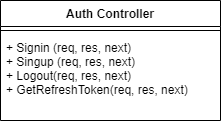 Auth Controller
+ Signin (req, res, next)
+ Singup (req, res, next)
+ Logout(req, res, next)
+ GetRefreshToken(req, res, next)